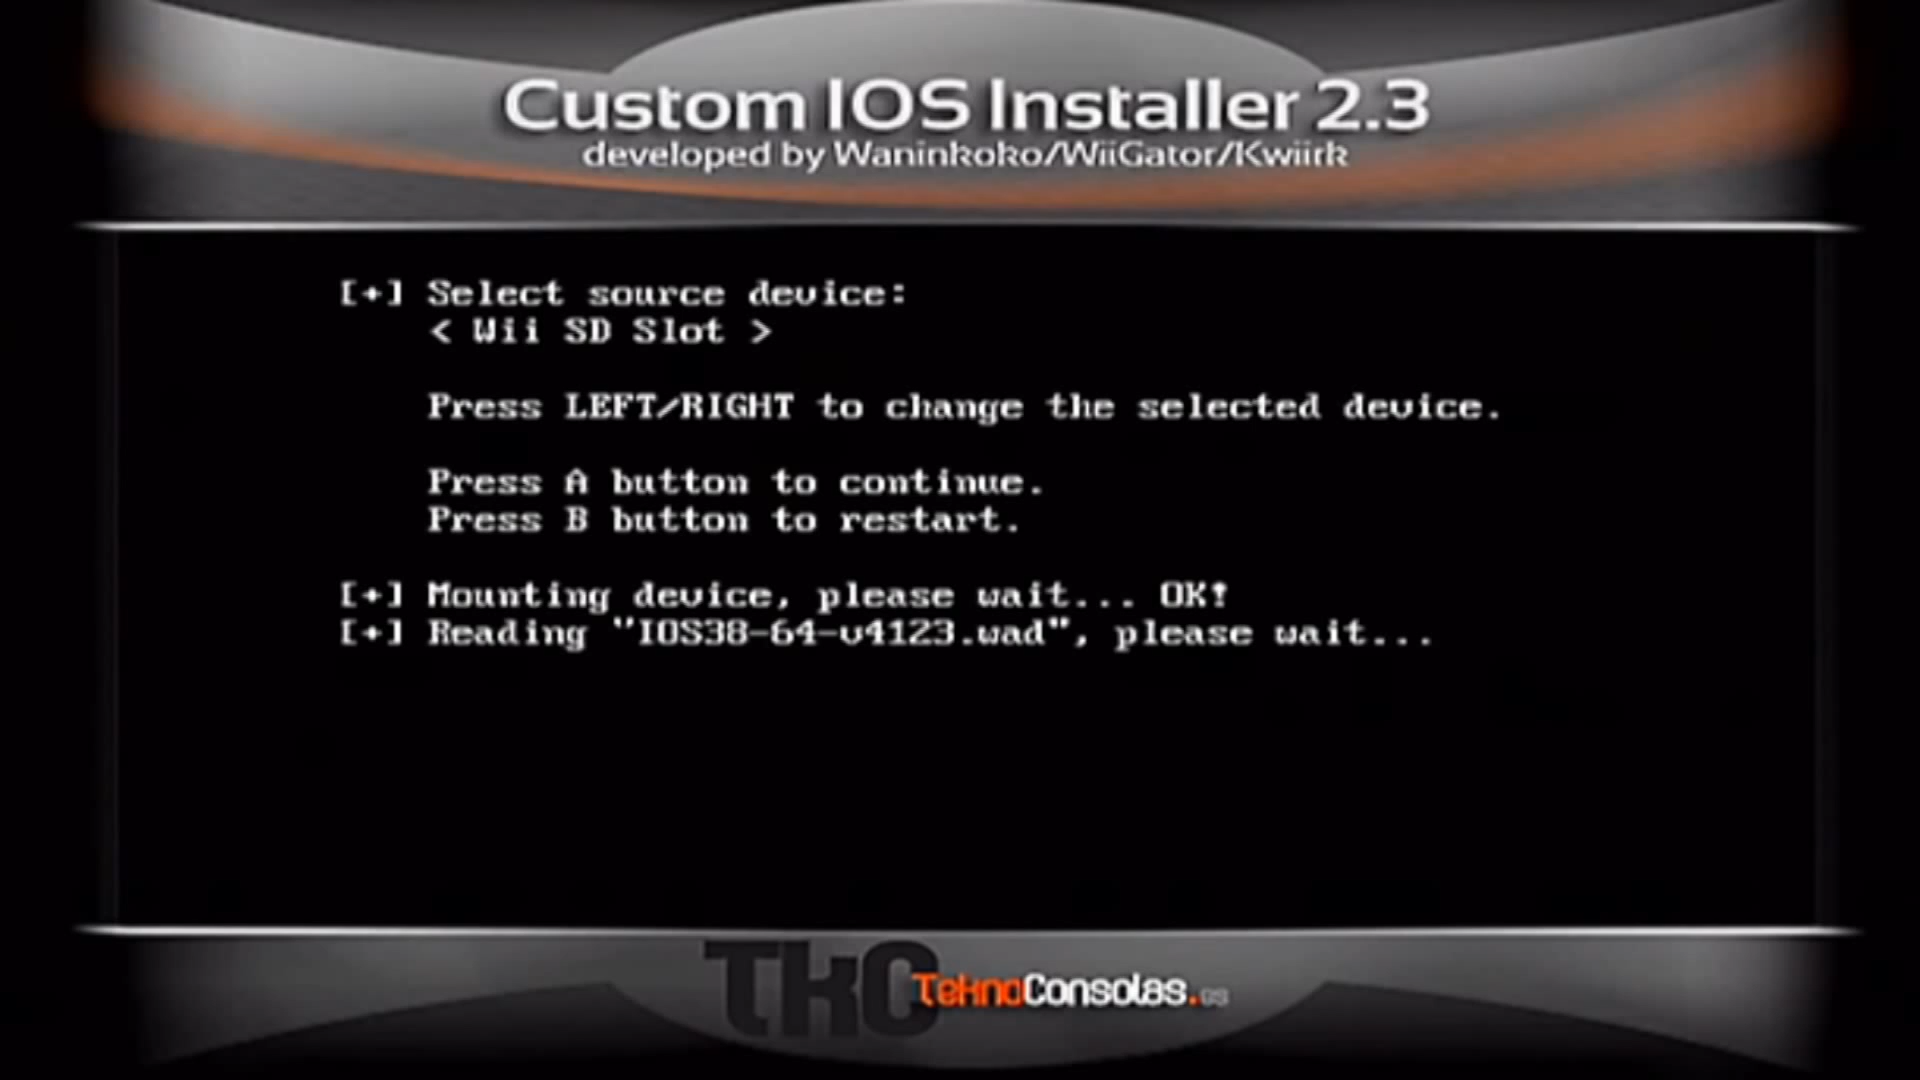 Custom IOS Installer 2.3
developed by Waninkoko/WiiGator/Kwiirk
[+] Select source device:
< Wii SD Slot >
Press LEFT/RIGHT to change the selected device.
Press A button to continue.
Press B button to restart.
[+] Mounting device, please wait... OK!
[+] Reading "IOS38-64-v4123.wad", please wait...
TkC
TeknoConsolas.es